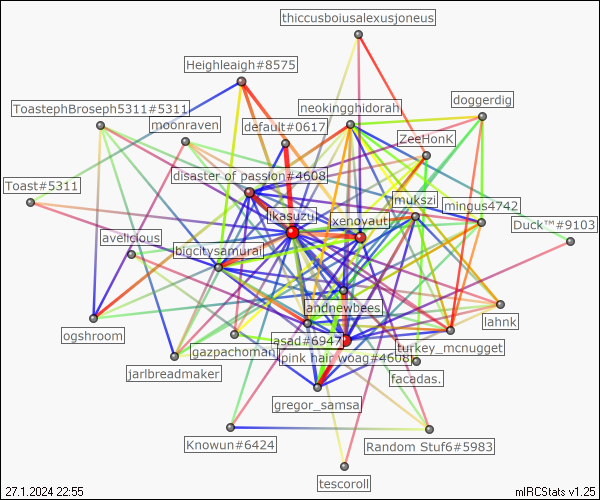 thiccusboiusalexusjoneus
Heighleaigh#8575
ToastephBroseph5311#5311
neokingghidorah
doggerdig
moonraven
default#0617
ZeeHonk
disaster of passion#4608
Toast#5311
mukszi
mingus4742
ikasuzu
xenovaut
Duck™#9103
avelicious
bigcitysamurai
andnewbees
lahnk
ogshroom
asad#6947
turkey_mcnugget
gazpachoman
pink hair woag#4608
jarlbreadmaker
facadas.
gregor_samsa
Knowun#6424
Random Stuf6#5983
tescoroll
27.1.2024 22:55
mIRCStats v1.25